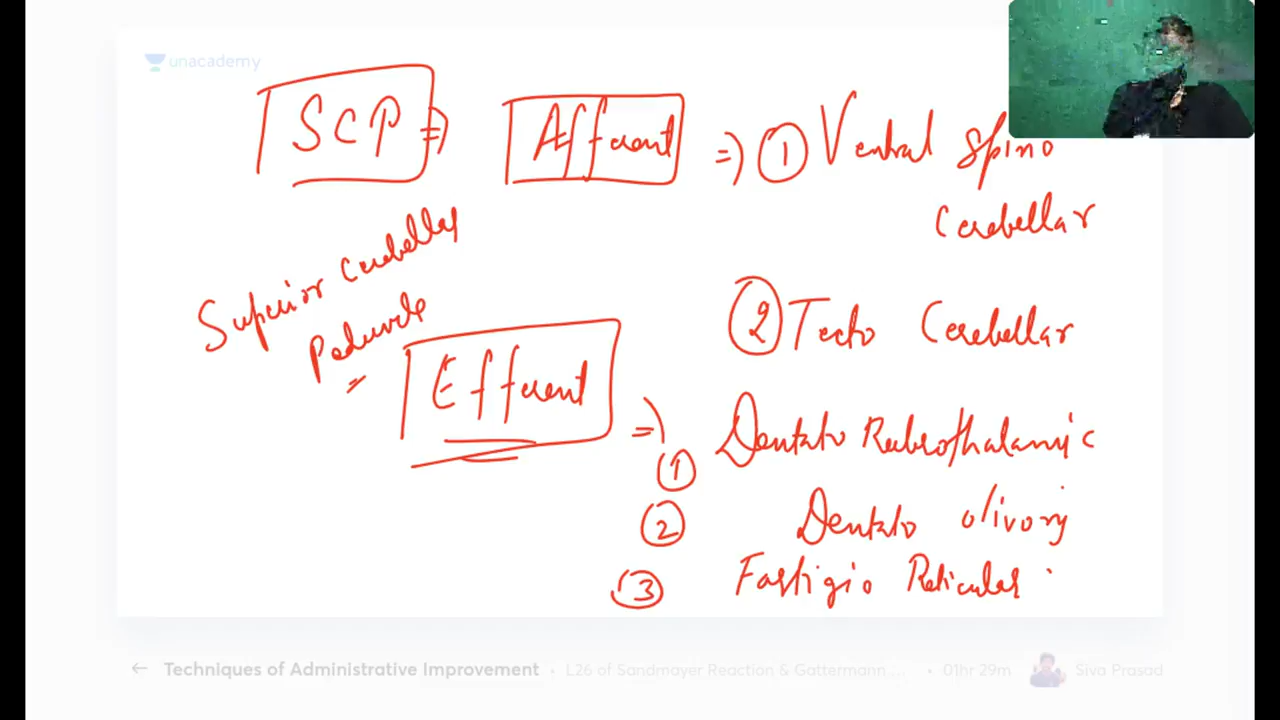 unacademy
SCP ⇒ Afferent ⇒ ① Ventral Spino
Cerebellar
Superior Cerebellar
Peduncle
② Tecto Cerebellar
Efferent ⇒
① Dentato Rubrothalamic
② Dentato olivary
③ Fastigio Reticular
← Techniques of Administrative Improvement • L26 of Sandmayer Reaction & Gattermann ... • 01hr 29m Siva Prasad